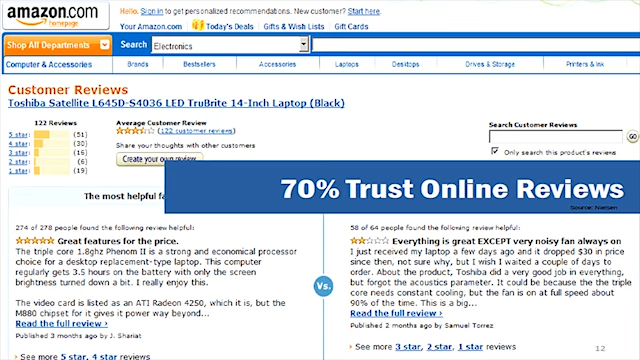 amazon.com
homepage
Hello. Sign in to get personalized recommendations. New customer? Start here.
Your Amazon.com Today's Deals Gifts & Wish Lists Gift Cards
Shop All Departments Search Electronics
Computer & Accessories Brands Bestsellers Accessories Laptops Desktops Drives & Storage Printers & Ink
Customer Reviews
Toshiba Satellite L645D-S4036 LED TruBrite 14-Inch Laptop (Black)
122 Reviews
5 star: (51)
4 star: (30)
3 star: (16)
2 star: (6)
1 star: (19)
Average Customer Review
(122 customer reviews)
Share your thoughts with other customers
Create your own review
Search Customer Reviews
GO
Only search this product's reviews
70% Trust Online Reviews
Source: Nielsen
The most helpful fa
274 of 278 people found the following review helpful:
Great features for the price.
The triple core 1.8ghz Phenom II is a strong and economical processor
choice for a desktop replacement-type laptop. This computer
regularly gets 3.5 hours on the battery with only the screen
brightness turned down a bit. I really enjoy this.
The video card is listed as an ATI Radeon 4250, which it is, but the
M880 chipset for it gives it power way beyond...
Read the full review ›
Published 2 months ago by J. Shariat
› See more 5 star, 4 star reviews
Vs.
58 of 64 people found the following review helpful:
Everything is great EXCEPT very noisy fan always on
I just received my laptop a few days ago and it dropped $30 in price
since then, not sure why, but I wish I waited a couple of days to
order. About the product, Toshiba did a very good job in everything,
but forgot the acoustics parameter. It could be because the the triple
core needs constant cooling, but the fan is on at full speed about
90% of the time. This is a big...
Read the full review ›
Published 3 months ago by Samuel Torrez
› See more 3 star, 2 star, 1 star reviews
12